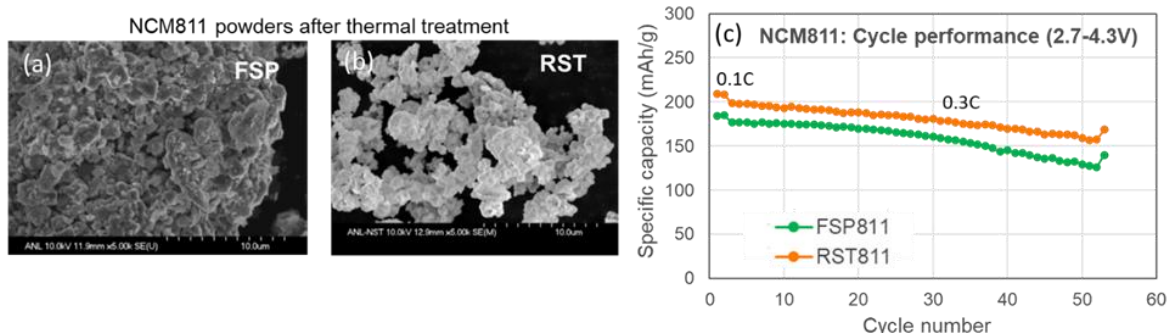 NCM811 powders after thermal treatment
(a)
FSP
ANL 10.0kV 11.9mm x5.00k SE(U)
10.0um
(b)
RST
ANL-NST 10.0kV 12.9mm x5.00k SE(M)
10.0um
(c)
NCM811: Cycle performance (2.7-4.3V)
Specific capacity (mAh/g)
300
250
200
150
100
50
0
0.1C
0.3C
FSP811
RST811
0
10
20
30
40
50
60
Cycle number